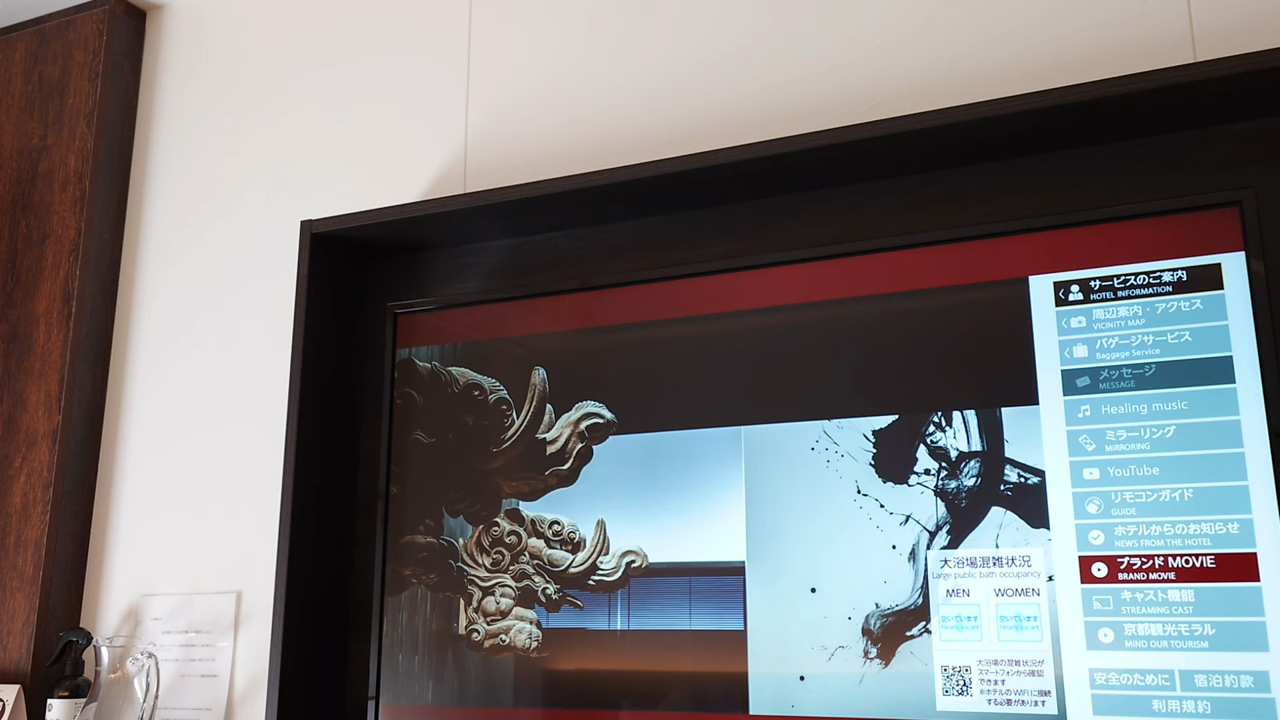 サービスのご案内
HOTEL INFORMATION
周辺案内・アクセス
VICINITY MAP
バゲージサービス
Baggage Service
メッセージ
MESSAGE
Healing music
ミラーリング
MIRRORING
YouTube
リモコンガイド
GUIDE
ホテルからのお知らせ
NEWS FROM THE HOTEL
ブランド MOVIE
BRAND MOVIE
キャスト機能
STREAMING CAST
京都観光モラル
MIND OUR TOURISM
安全のために 宿泊約款
利用規約
大浴場混雑状況
Large public bath occupancy
MEN WOMEN
空いています 空いています
Nearly vacant Nearly vacant
大浴場の混雑状況が
スマートフォンから確認
できます
※ホテルのWIFIに接続
する必要があります